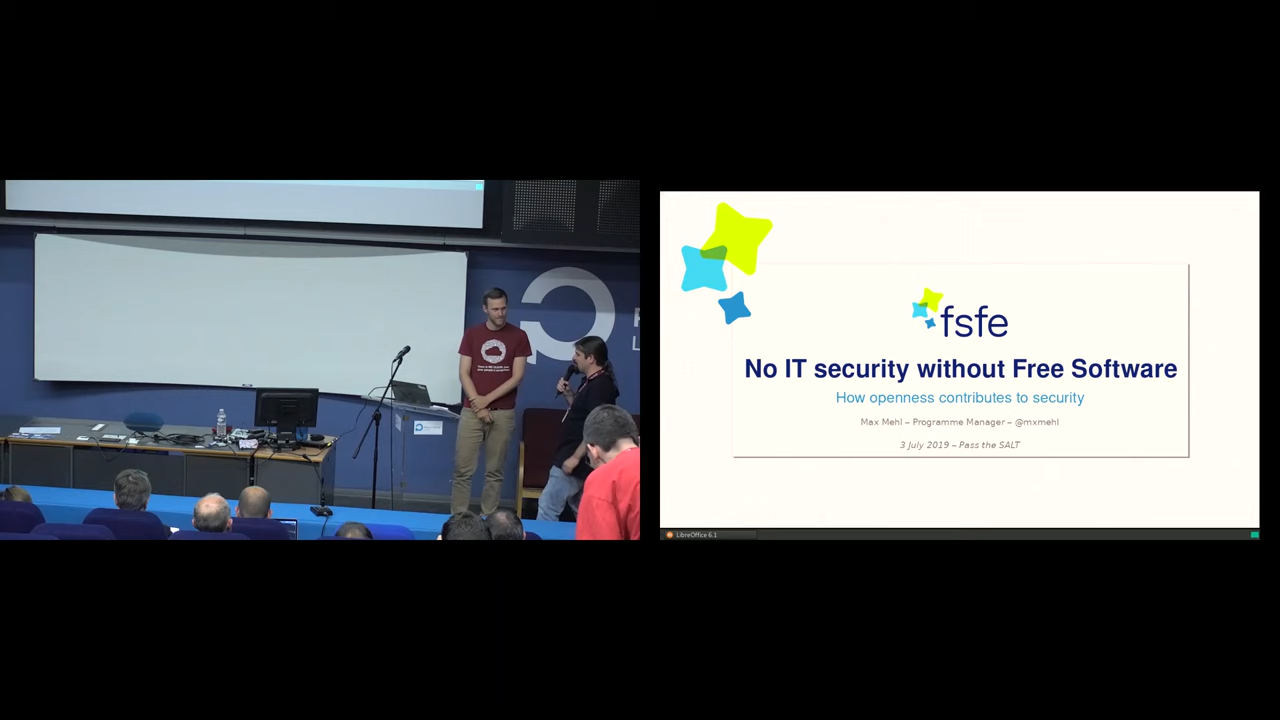 fsfe
No IT security without Free Software
How openness contributes to security
Max Mehl – Programme Manager – @mxmehl
3 July 2019 – Pass the SALT
LibreOffice 6.1